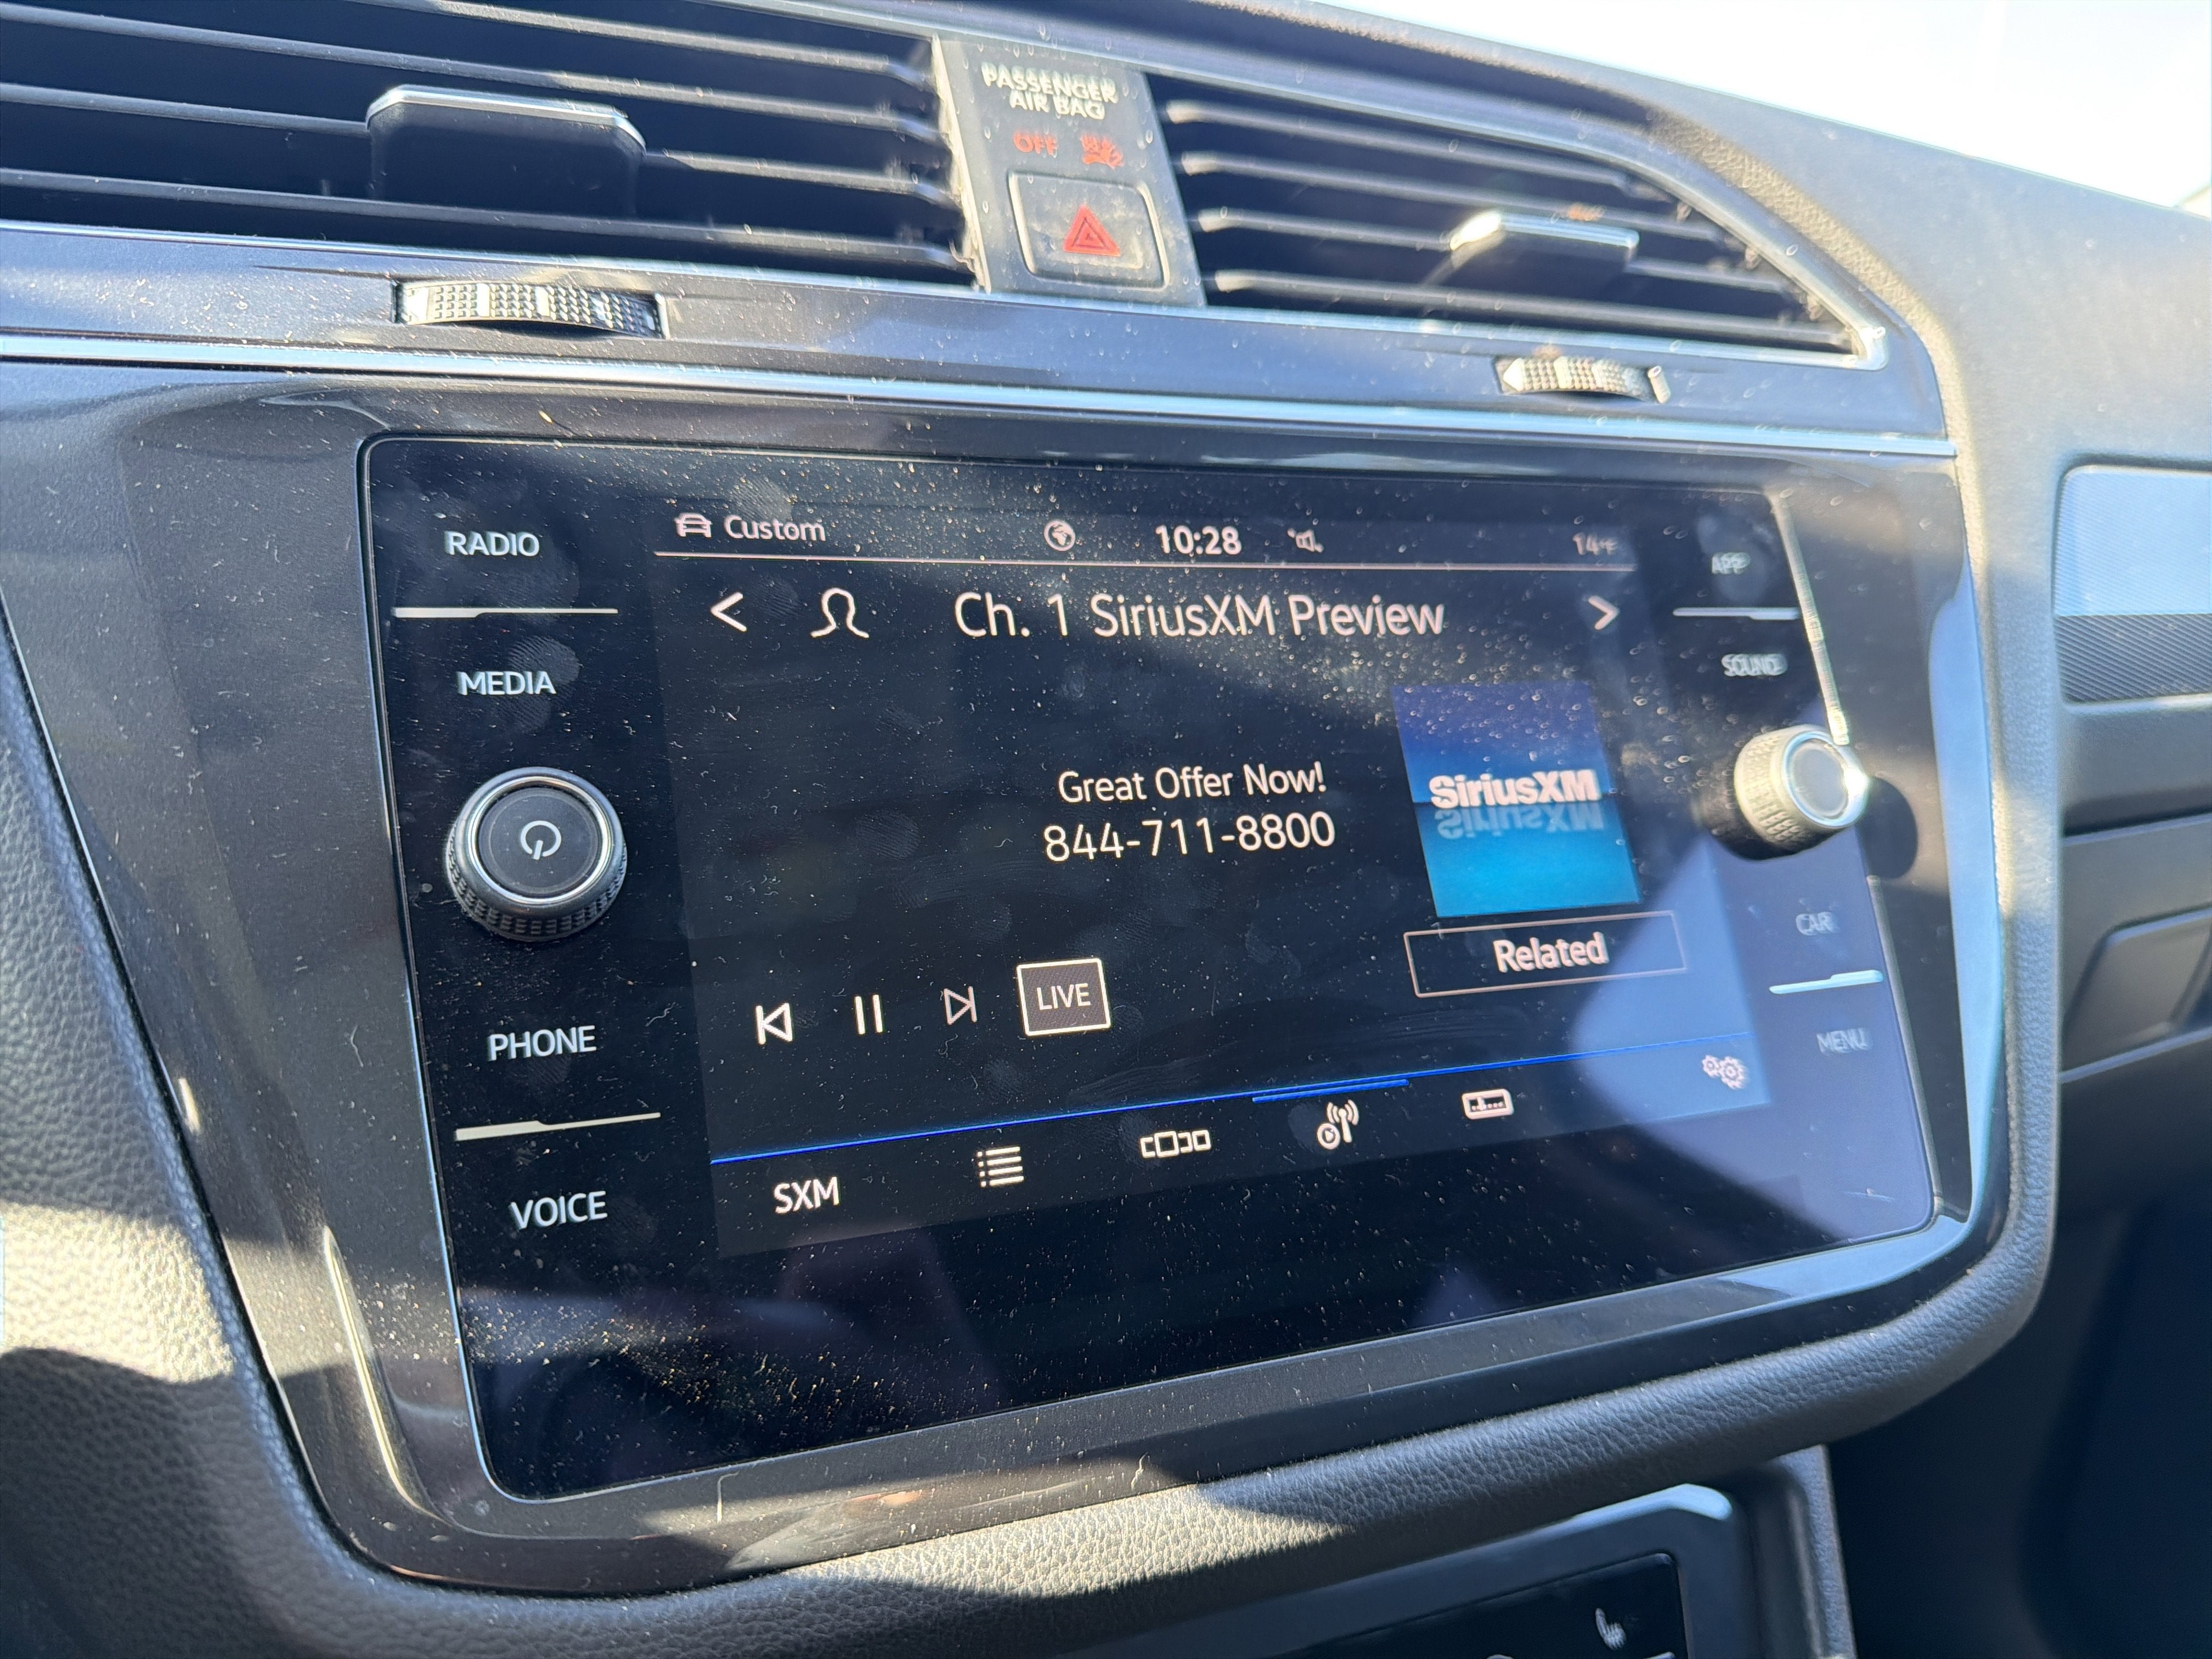 PASSENGER
AIR BAG
OFF
RADIO
MEDIA
PHONE
VOICE
Custom
10:28
14°F
Ch. 1 SiriusXM Preview
Great Offer Now!
844-711-8800
SiriusXM
Related
LIVE
SXM
APP
SOUND
CAR
MENU